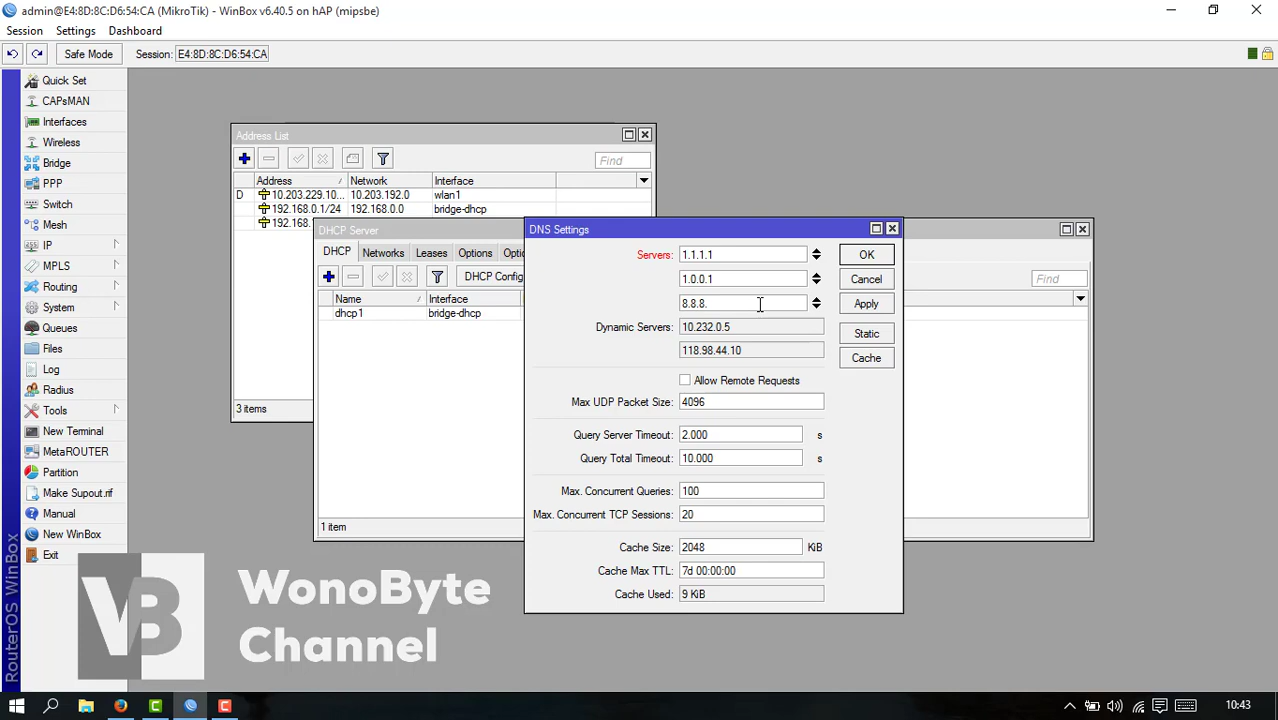 admin@E4:8D:8C:D6:54:CA (MikroTik) - WinBox v6.40.5 on hAP (mipsbe)
Session Settings Dashboard
Safe Mode Session: E4:8D:8C:D6:54:CA
Quick Set
CAPsMAN
Interfaces
Wireless
Bridge
PPP
Switch
Mesh
IP
MPLS
Routing
System
Queues
Files
Log
Radius
Tools
New Terminal
MetaROUTER
Partition
Make Supout.rif
Manual
New WinBox
Exit
RouterOS WinBox
Address List
Find
Address Network Interface
D 10.203.229.10... 10.203.192.0 wlan1
192.168.0.1/24 192.168.0.0 bridge-dhcp
192.168.
3 items
DHCP Server
DHCP Networks Leases Options
DHCP Config
Find
Name Interface
dhcp1 bridge-dhcp
1 item
DNS Settings
Servers: 1.1.1.1
1.0.0.1
8.8.8.
Dynamic Servers: 10.232.0.5
118.98.44.10
Allow Remote Requests
Max UDP Packet Size: 4096
Query Server Timeout: 2.000 s
Query Total Timeout: 10.000 s
Max. Concurrent Queries: 100
Max. Concurrent TCP Sessions: 20
Cache Size: 2048 KiB
Cache Max TTL: 7d 00:00:00
Cache Used: 9 KiB
OK
Cancel
Apply
Static
Cache
WonoByte
Channel
10:43